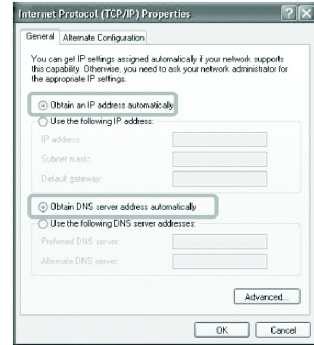 Internet Protocol (TCP/IP) Properties
General
Alternate Configuration
You can get IP settings assigned automatically if your network supports
this capability. Otherwise, you need to ask your network administrator for
the appropriate IP settings.
Obtain an IP address automatically
Use the following IP address:
IP address:
Subnet mask:
Default gateway:
Obtain DNS server address automatically
Use the following DNS server addresses:
Preferred DNS server:
Alternate DNS server:
Advanced...
OK
Cancel